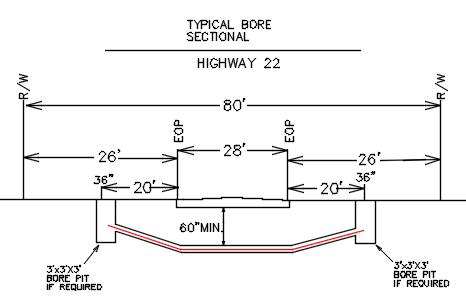 TYPICAL BORE
SECTIONAL
HIGHWAY 22
R/W
R/W
80'
EOP
EOP
26'
28'
26'
36"
20'
20'
36"
60"MIN.
3'x3'X3'
BORE PIT
IF REQUIRED
3'x3'X3'
BORE PIT
IF REQUIRED